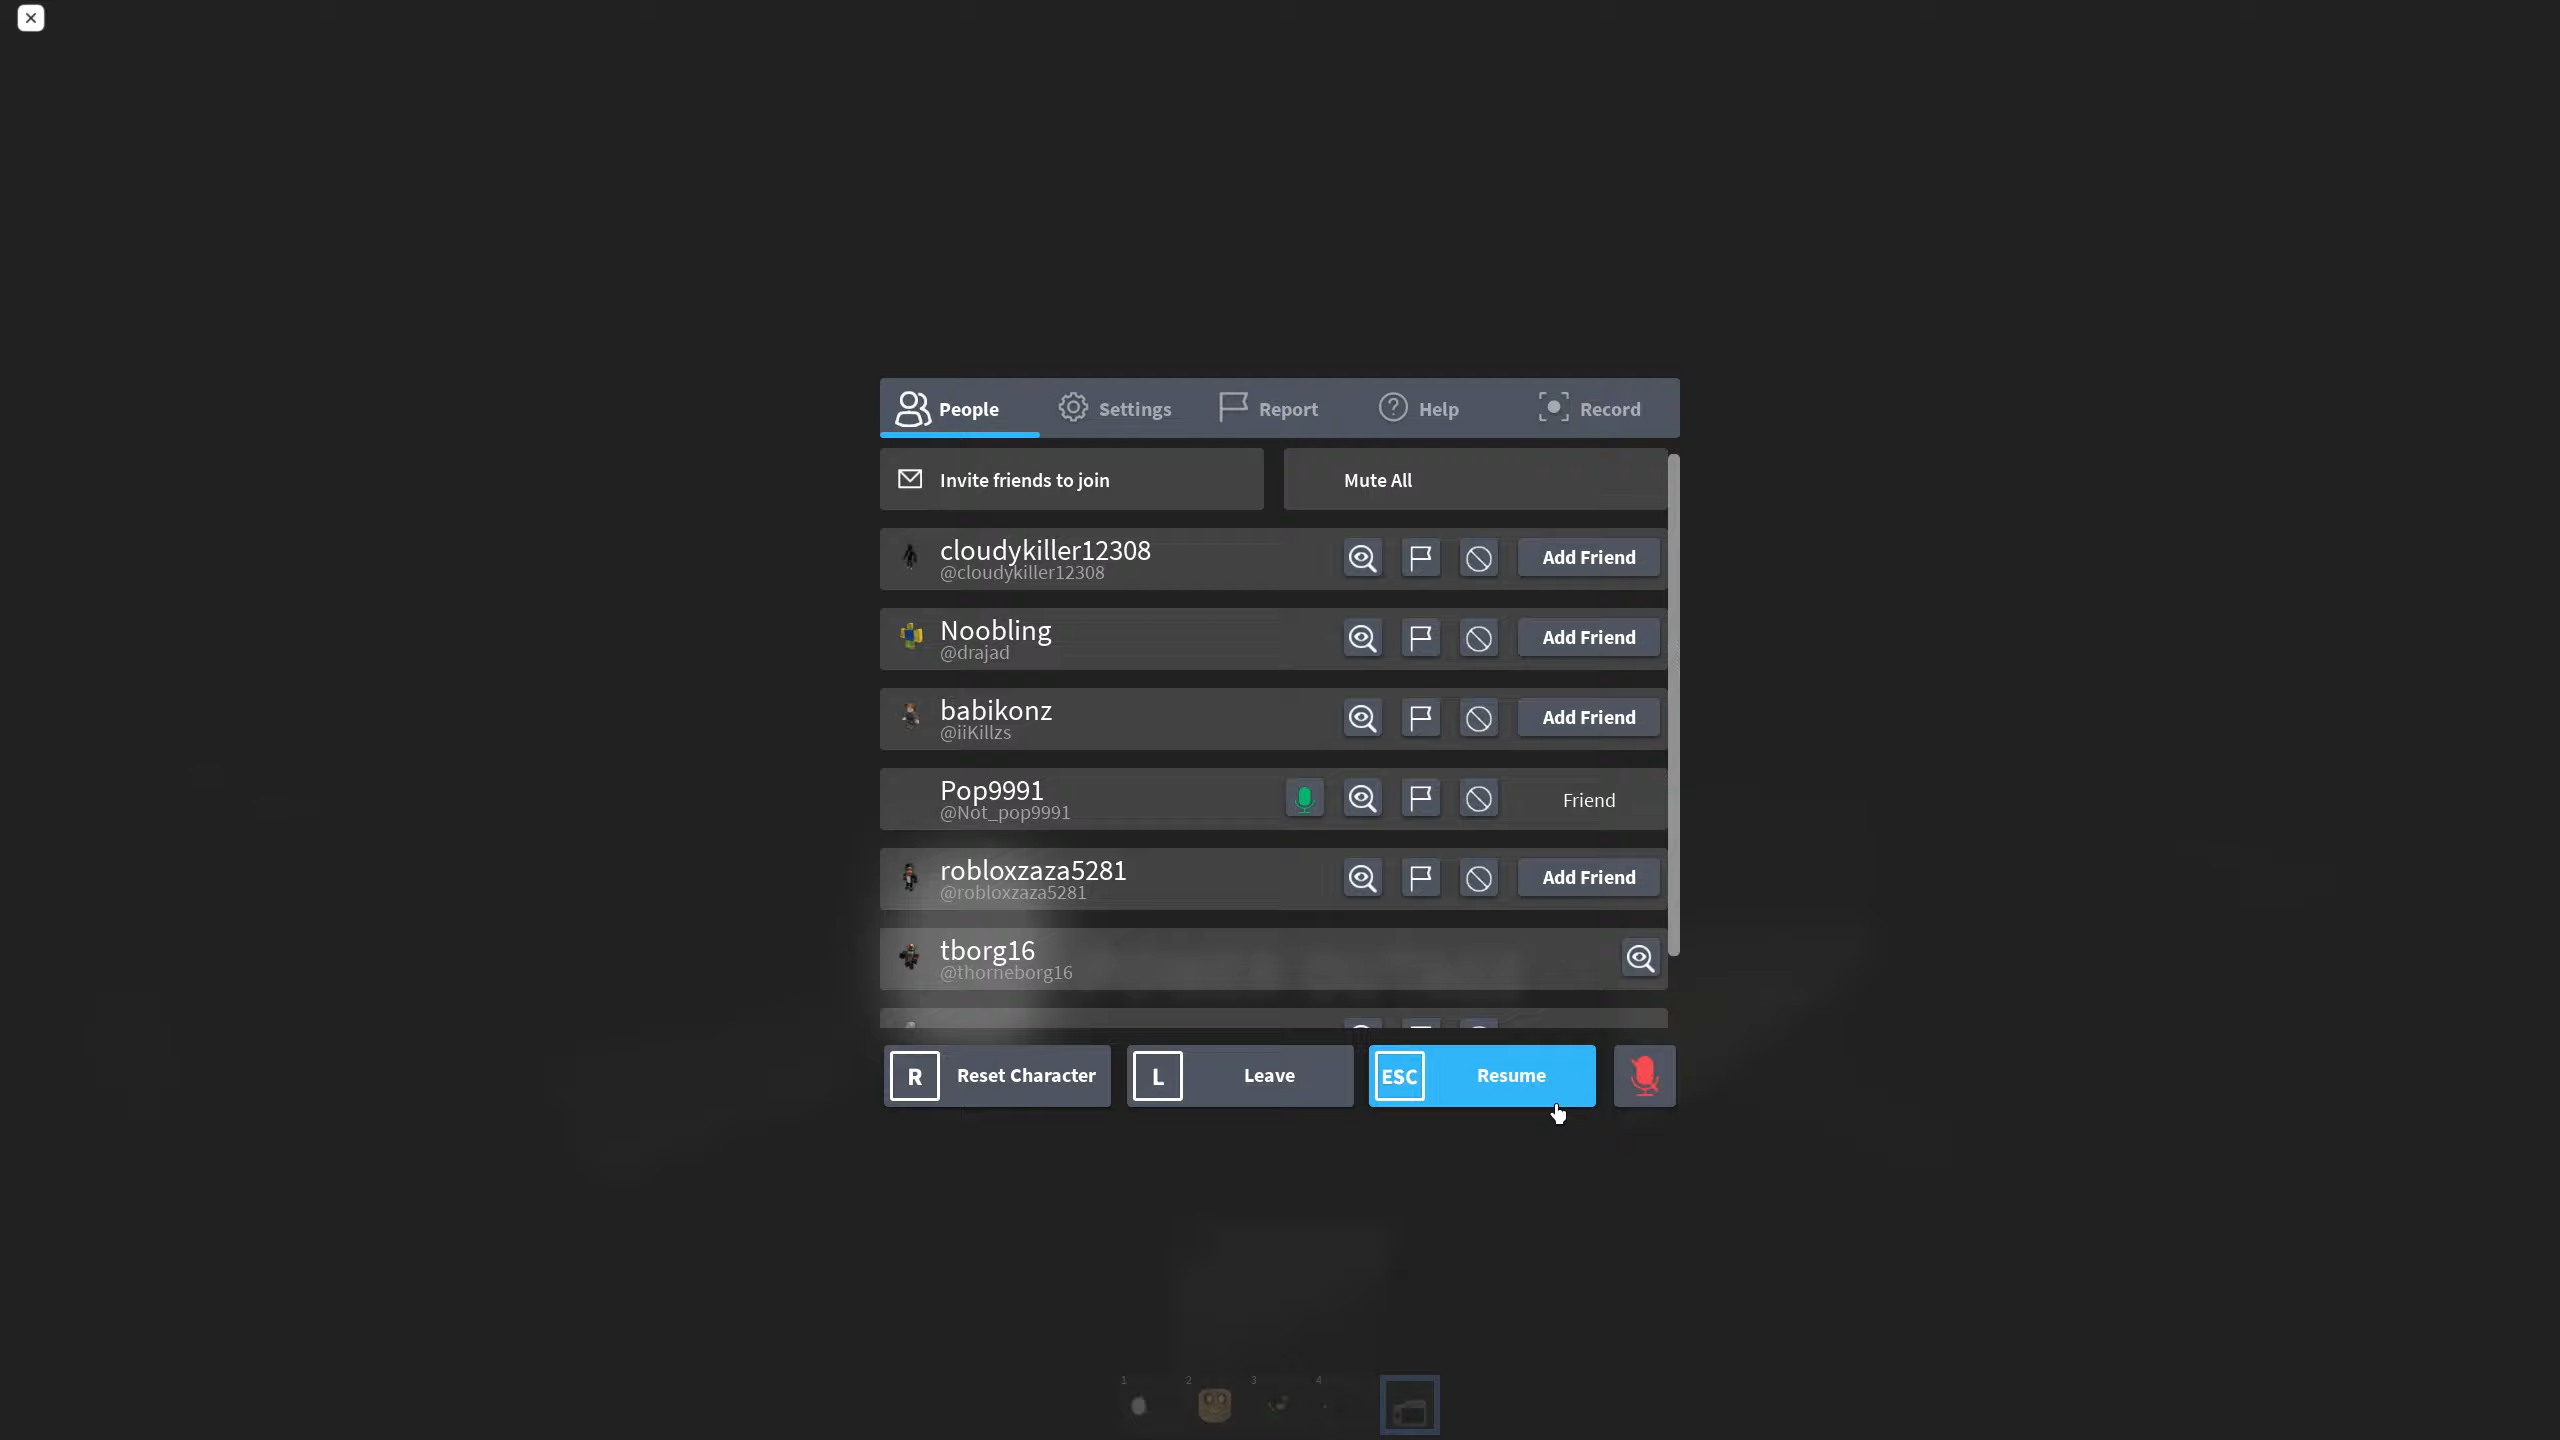 People Settings Report Help Record
Invite friends to join Mute All
cloudykiller12308
@cloudykiller12308
Add Friend
Noobling
@drajad
Add Friend
babikonz
@iiKillzs
Add Friend
Pop9991
@Not_pop9991
Friend
robloxzaza5281
@robloxzaza5281
Add Friend
tborg16
@thorneborg16
R Reset Character L Leave ESC Resume
1 2 3 4